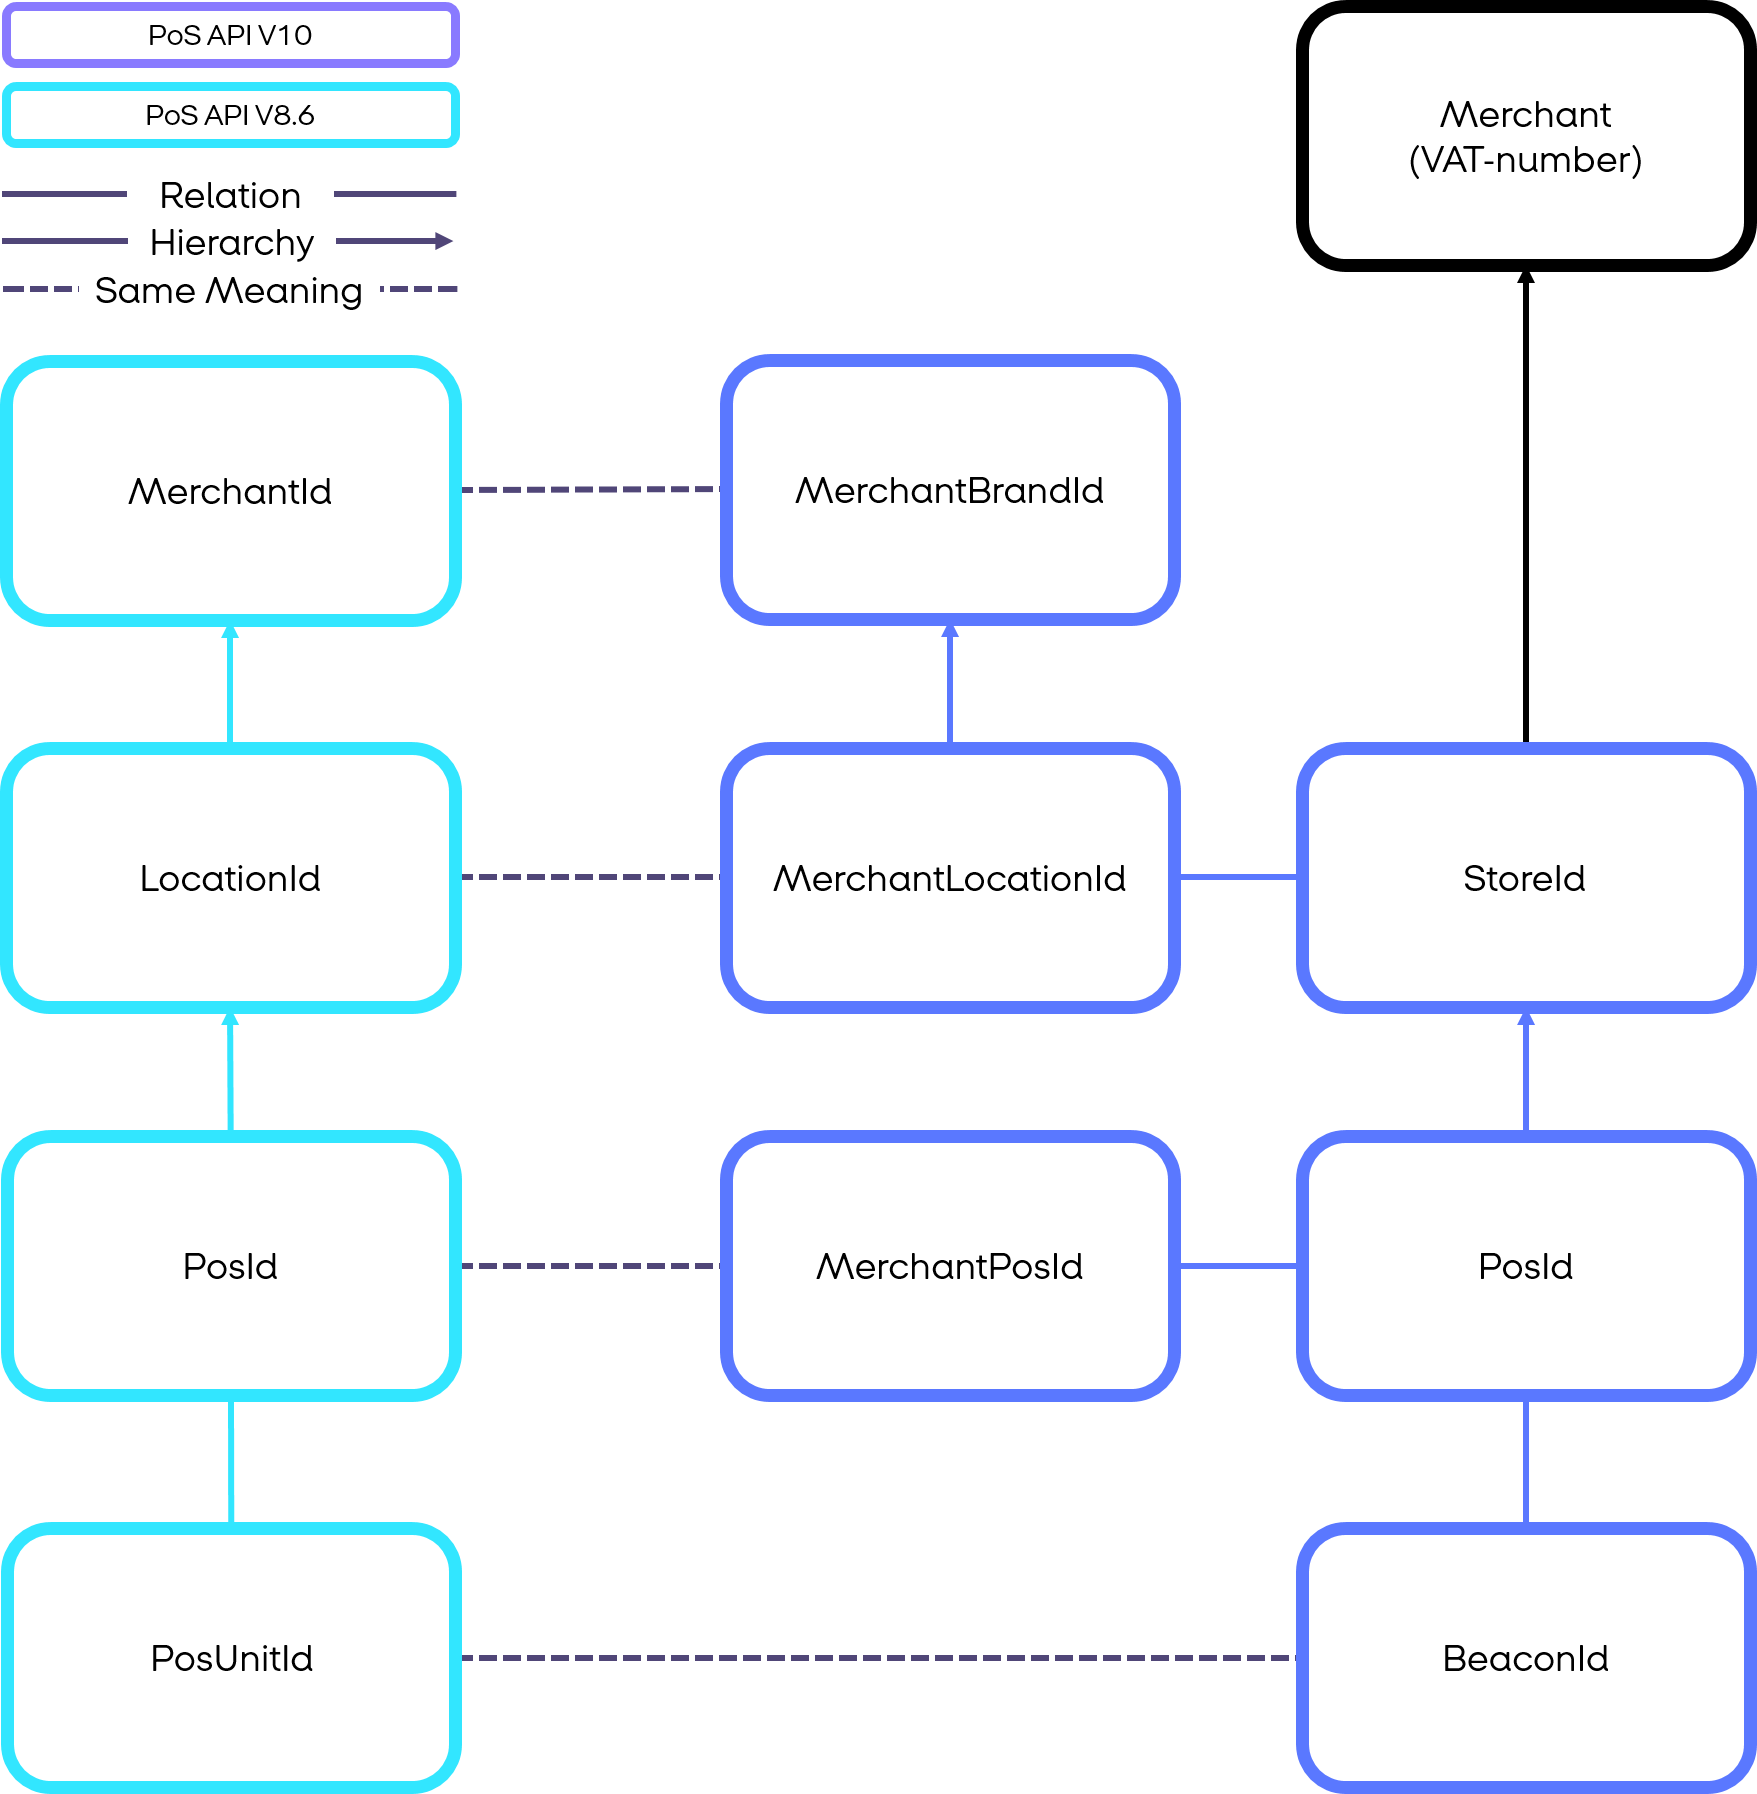 PoS API V10
PoS API V8.6
Relation
Hierarchy
Same Meaning
Merchant
(VAT-number)
MerchantId
MerchantBrandId
LocationId
MerchantLocationId
StoreId
PosId
MerchantPosId
PosId
PosUnitId
BeaconId